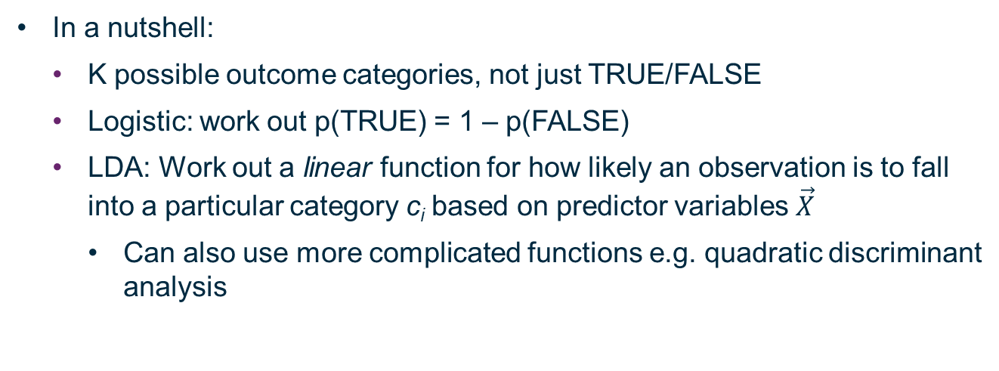 • In a nutshell:
• K possible outcome categories, not just TRUE/FALSE
• Logistic: work out p(TRUE) = 1 – p(FALSE)
• LDA: Work out a linear function for how likely an observation is to fall
into a particular category cᵢ based on predictor variables X⃗
• Can also use more complicated functions e.g. quadratic discriminant
analysis